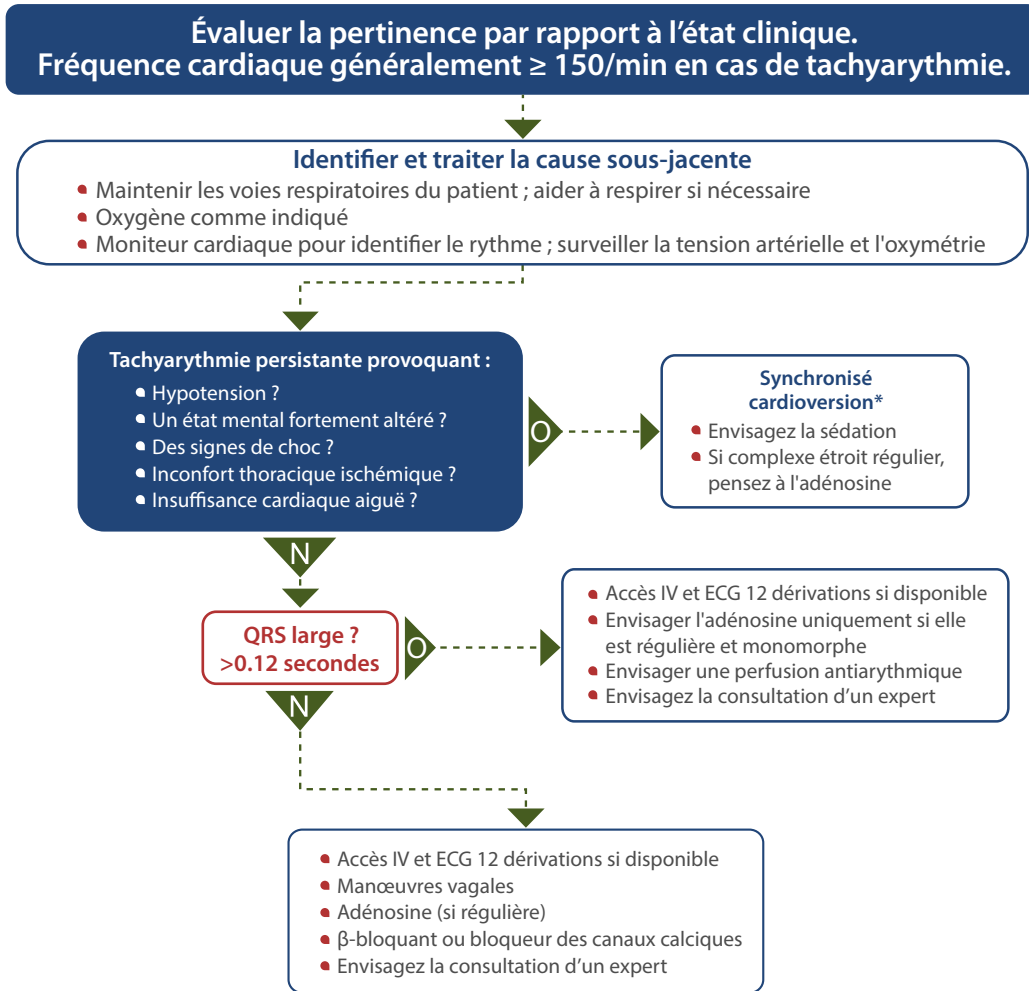 Évaluer la pertinence par rapport à l’état clinique.
Fréquence cardiaque généralement ≥ 150/min en cas de tachyarythmie.
Identifier et traiter la cause sous-jacente
Maintenir les voies respiratoires du patient ; aider à respirer si nécessaire
Oxygène comme indiqué
Moniteur cardiaque pour identifier le rythme ; surveiller la tension artérielle et l'oxymétrie
Tachyarythmie persistante provoquant :
Hypotension ?
Un état mental fortement altéré ?
Des signes de choc ?
Inconfort thoracique ischémique ?
Insuffisance cardiaque aiguë ?
O
Synchronisé
cardioversion*
Envisagez la sédation
Si complexe étroit régulier,
pensez à l'adénosine
N
QRS large ?
>0.12 secondes
O
Accès IV et ECG 12 dérivations si disponible
Envisager l'adénosine uniquement si elle
est régulière et monomorphe
Envisager une perfusion antiarythmique
Envisagez la consultation d’un expert
N
Accès IV et ECG 12 dérivations si disponible
Manœuvres vagales
Adénosine (si régulière)
β-bloquant ou bloqueur des canaux calciques
Envisagez la consultation d’un expert